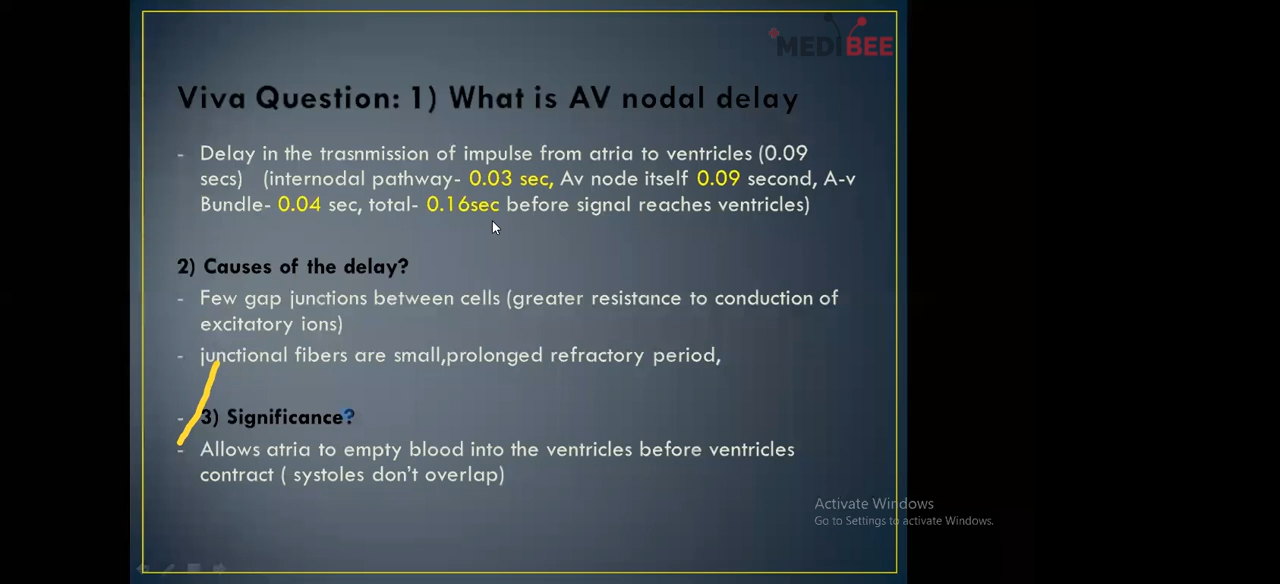 MEDIBEE
Viva Question: 1) What is AV nodal delay
- Delay in the trasnmission of impulse from atria to ventricles (0.09
secs) (internodal pathway- 0.03 sec, Av node itself 0.09 second, A-v
Bundle- 0.04 sec, total- 0.16sec before signal reaches ventricles)
2) Causes of the delay?
- Few gap junctions between cells (greater resistance to conduction of
excitatory ions)
- junctional fibers are small,prolonged refractory period,
- 3) Significance?
- Allows atria to empty blood into the ventricles before ventricles
contract ( systoles don't overlap)
Activate Windows
Go to Settings to activate Windows.